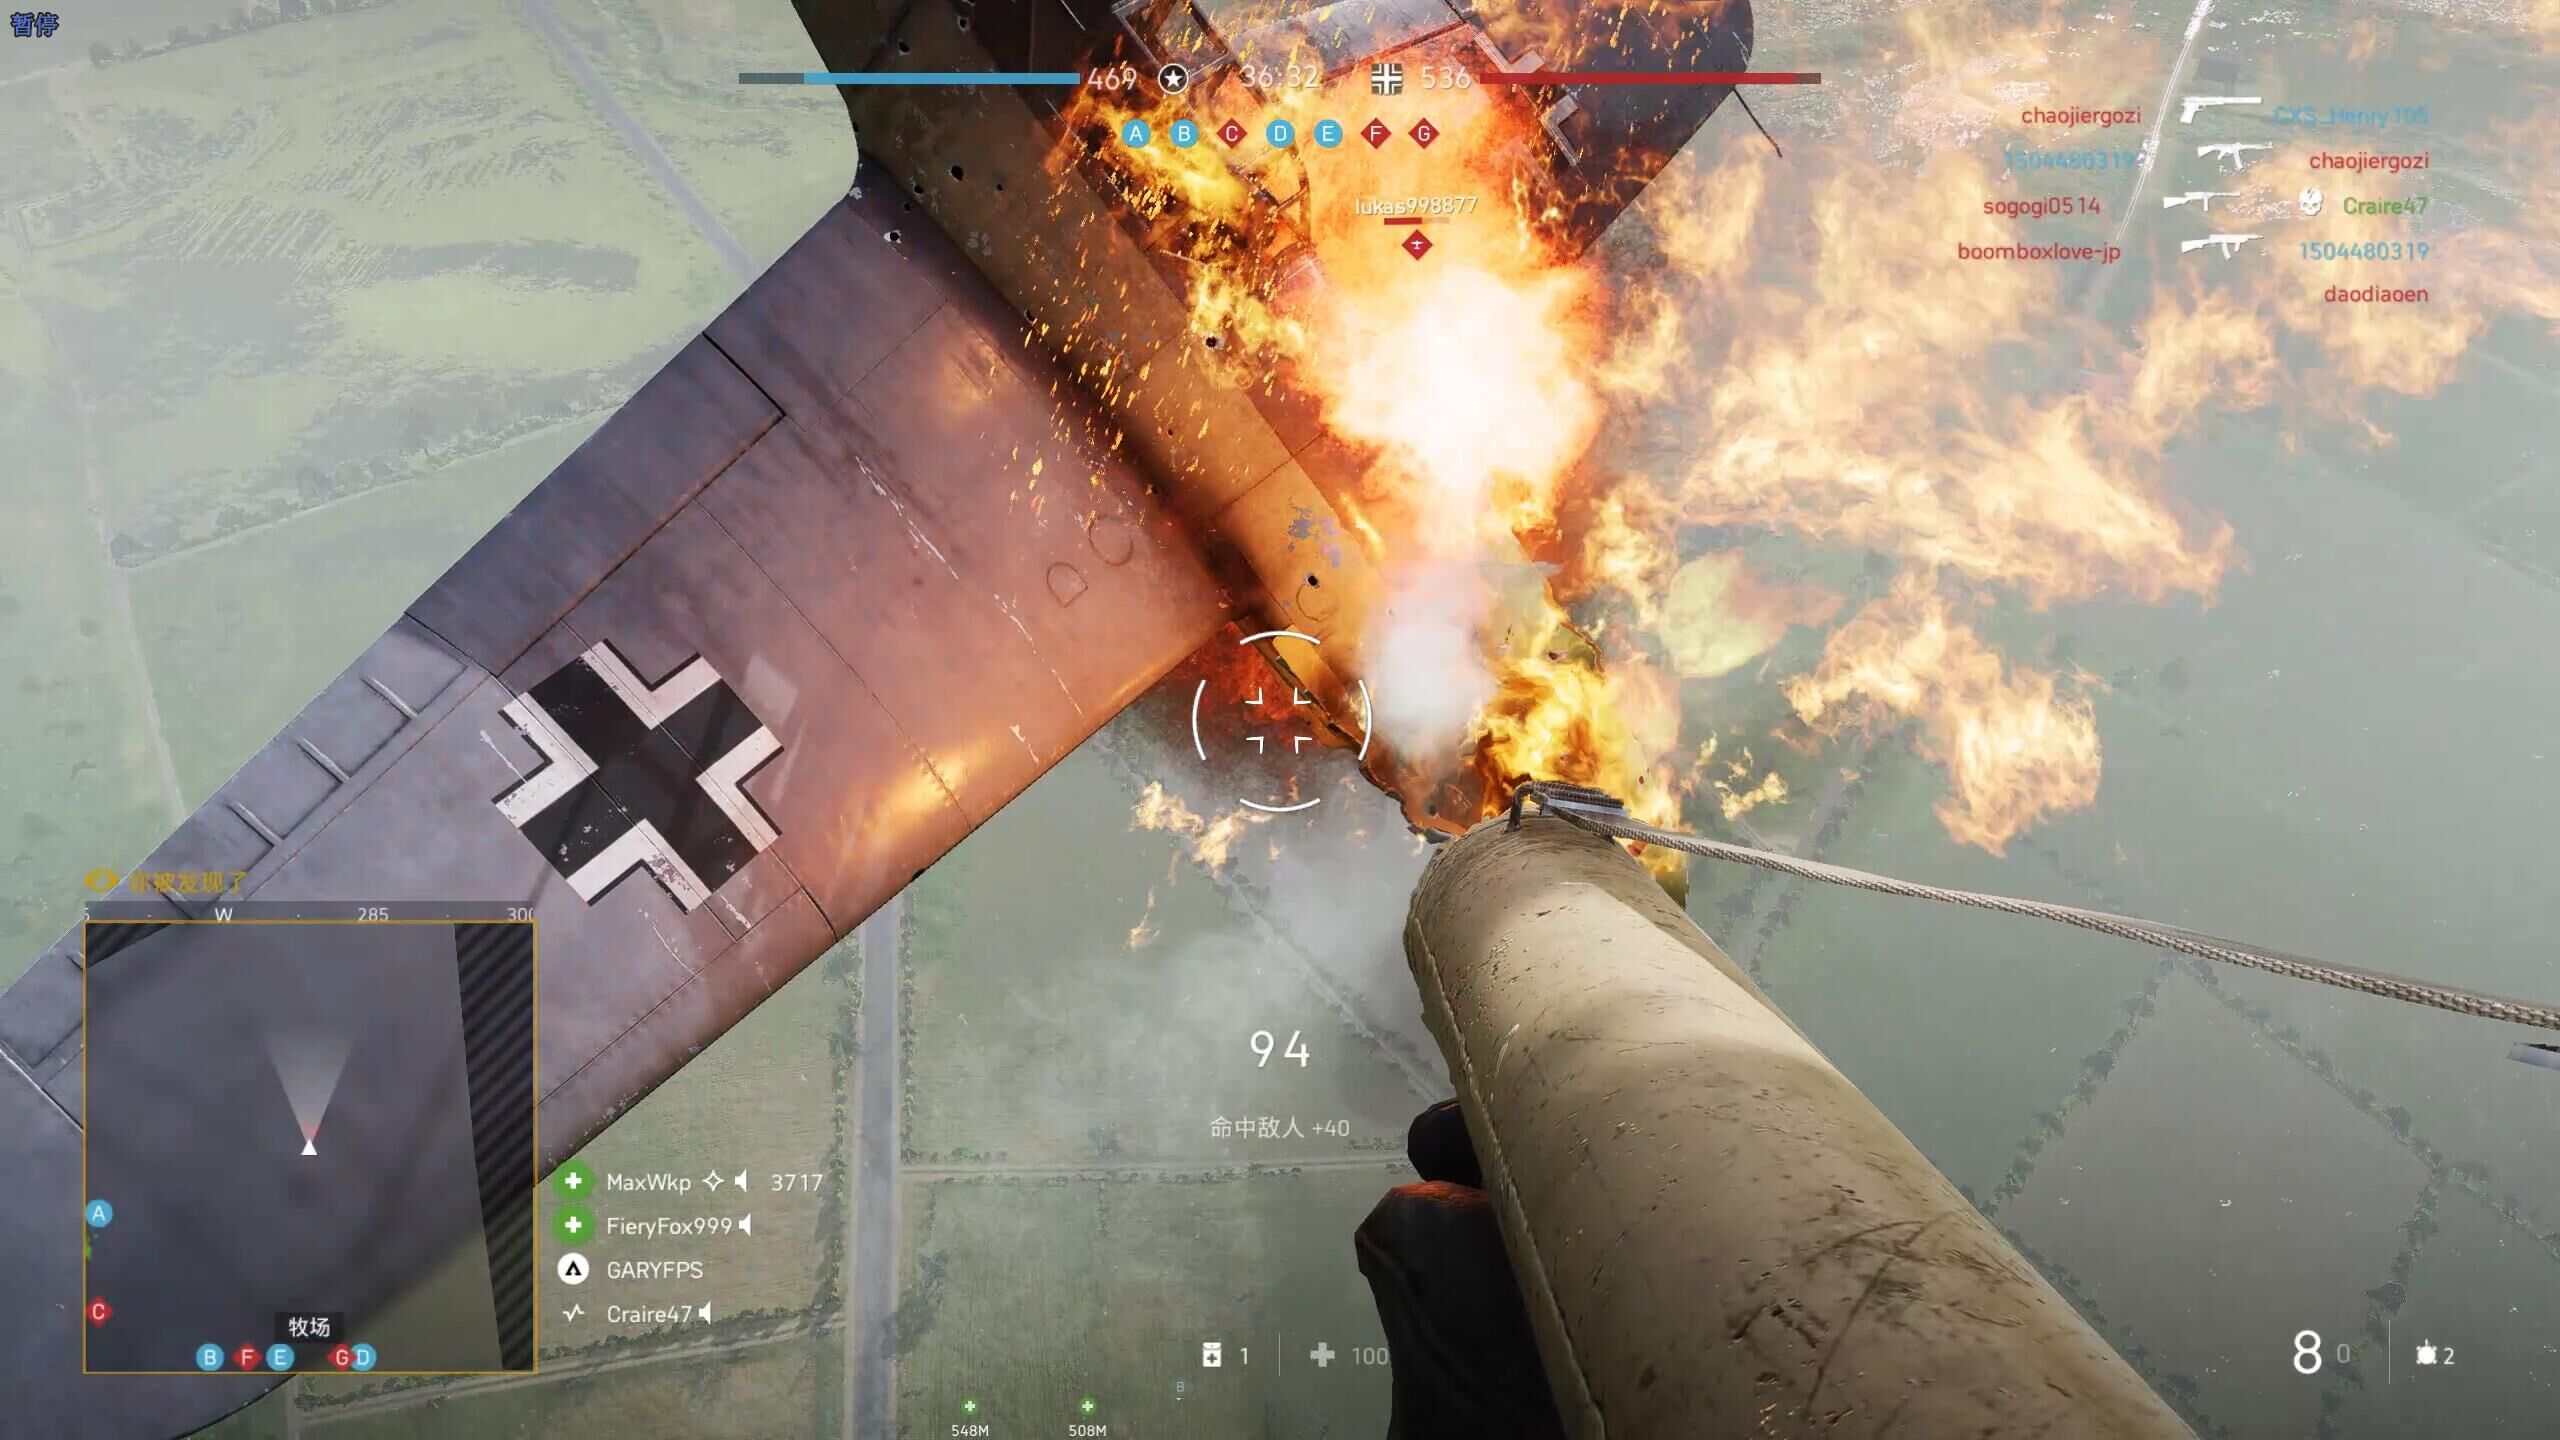 暂停
469 36:32 536
A B C D E F G
lukas998877
chaojiergozi CXS_Henry105
1504480319 chaojiergozi
sogogi0514 Craire47
boomboxlove-jp 1504480319
daodiaoen
D C
你被发现了
W 285 300
A
C
牧场
B F E G D
94
命中敌人 +40
MaxWkp 3717
FieryFox999
GARYFPS
Craire47
1 100
8 0 2
B
548M 508M